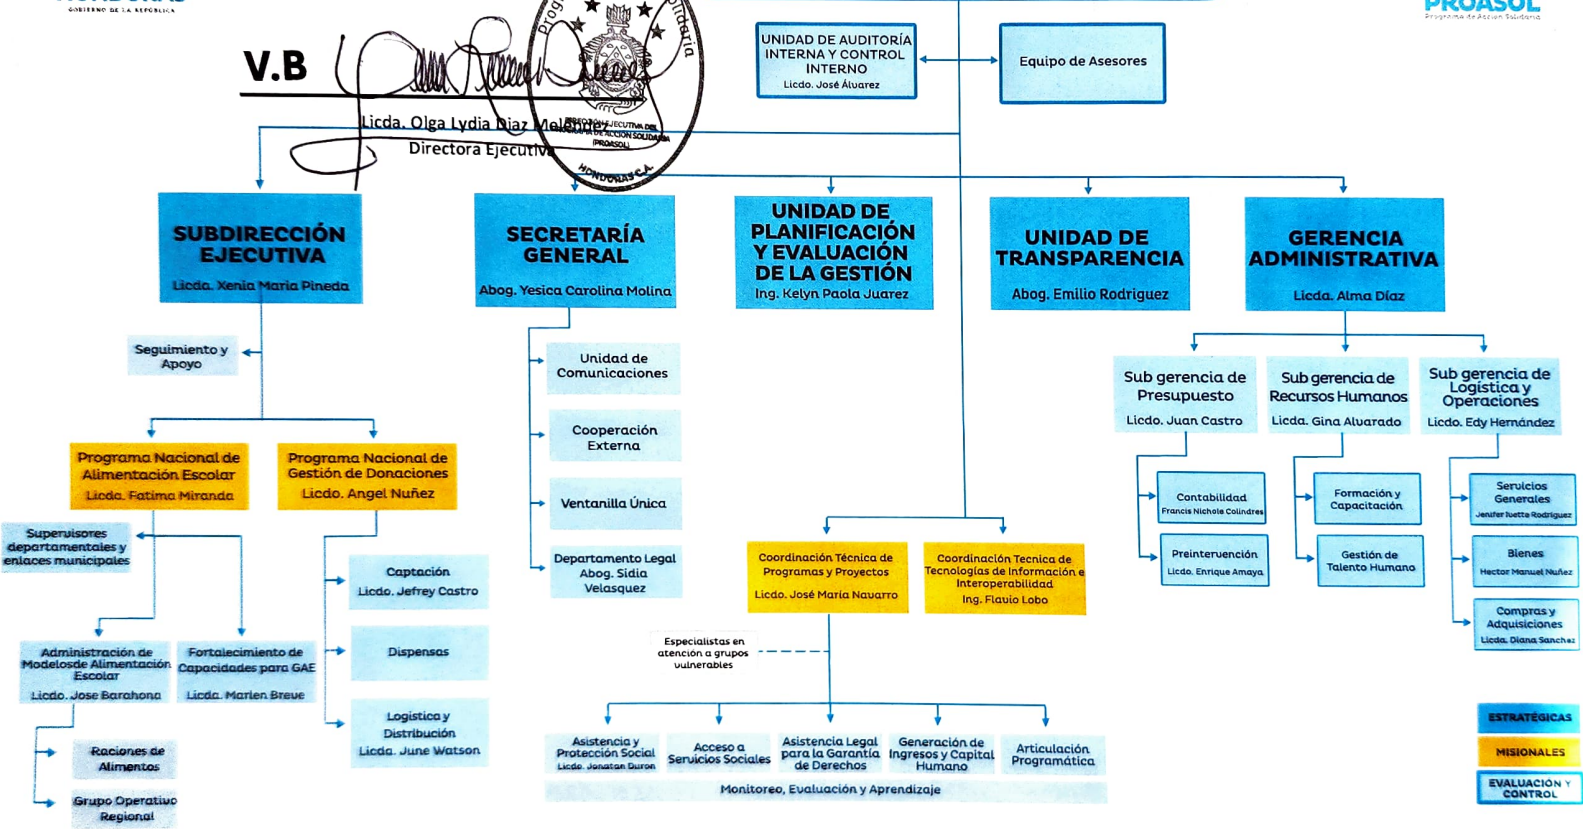 GOBIERNO DE LA REPÚBLICA
PROASOL
Programa de Acción Solidaria
UNIDAD DE AUDITORÍA
INTERNA Y CONTROL
INTERNO
Licdo. José Álvarez
Equipo de Asesores
V.B
Licda. Olga Lydia Diaz Melendez
Directora Ejecutiva
DIRECCIÓN EJECUTIVA DEL
PROGRAMA DE ACCIÓN SOLIDARIA
(PROASOL)
HONDURAS C.A.
SUBDIRECCIÓN
EJECUTIVA
Licda. Xenia Maria Pineda
SECRETARÍA
GENERAL
Abog. Yesica Carolina Molina
UNIDAD DE
PLANIFICACIÓN
Y EVALUACIÓN
DE LA GESTIÓN
Ing. Kelyn Paola Juarez
UNIDAD DE
TRANSPARENCIA
Abog. Emilio Rodriguez
GERENCIA
ADMINISTRATIVA
Licda. Alma Díaz
Seguimiento y
Apoyo
Unidad de
Comunicaciones
Cooperación
Externa
Ventanilla Única
Departamento Legal
Abog. Sidia
Velasquez
Sub gerencia de
Presupuesto
Licdo. Juan Castro
Sub gerencia de
Recursos Humanos
Licda. Gina Alvarado
Sub gerencia de
Logística y
Operaciones
Licdo. Edy Hernández
Programa Nacional de
Alimentación Escolar
Licda. Fatima Miranda
Programa Nacional de
Gestión de Donaciones
Licdo. Angel Nuñez
Contabilidad
Francis Nichole Colindres
Preintervención
Licdo. Enrique Amaya
Formación y
Capacitación
Gestión de
Talento Humano
Servicios
Generales
Jenifer Ivette Rodriguez
Bienes
Hector Manuel Nuñez
Compras y
Adquisiciones
Licda. Diana Sanchez
Supervisores
departamentales y
enlaces municipales
Captación
Licdo. Jefrey Castro
Dispensas
Logistica y
Distribución
Licda. June Watson
Administración de
Modelosde Alimentación
Escolar
Licdo. Jose Barahona
Fortalecimiento de
Capacidades para GAE
Licda. Marlen Breve
Raciones de
Alimentos
Grupo Operativo
Regional
Coordinación Técnica de
Programas y Proyectos
Licdo. José María Navarro
Coordinación Tecnica de
Tecnologías de Información e
Interoperabilidad
Ing. Flavio Lobo
Especialistas en
atención a grupos
vulnerables
Asistencia y
Protección Social
Licdo. Jonatan Duron
Acceso a
Servicios Sociales
Asistencia Legal
para la Garantía
de Derechos
Generación de
Ingresos y Capital
Humano
Articulación
Programática
Monitoreo, Evaluación y Aprendizaje
ESTRATÉGICAS
MISIONALES
EVALUACIÓN Y
CONTROL